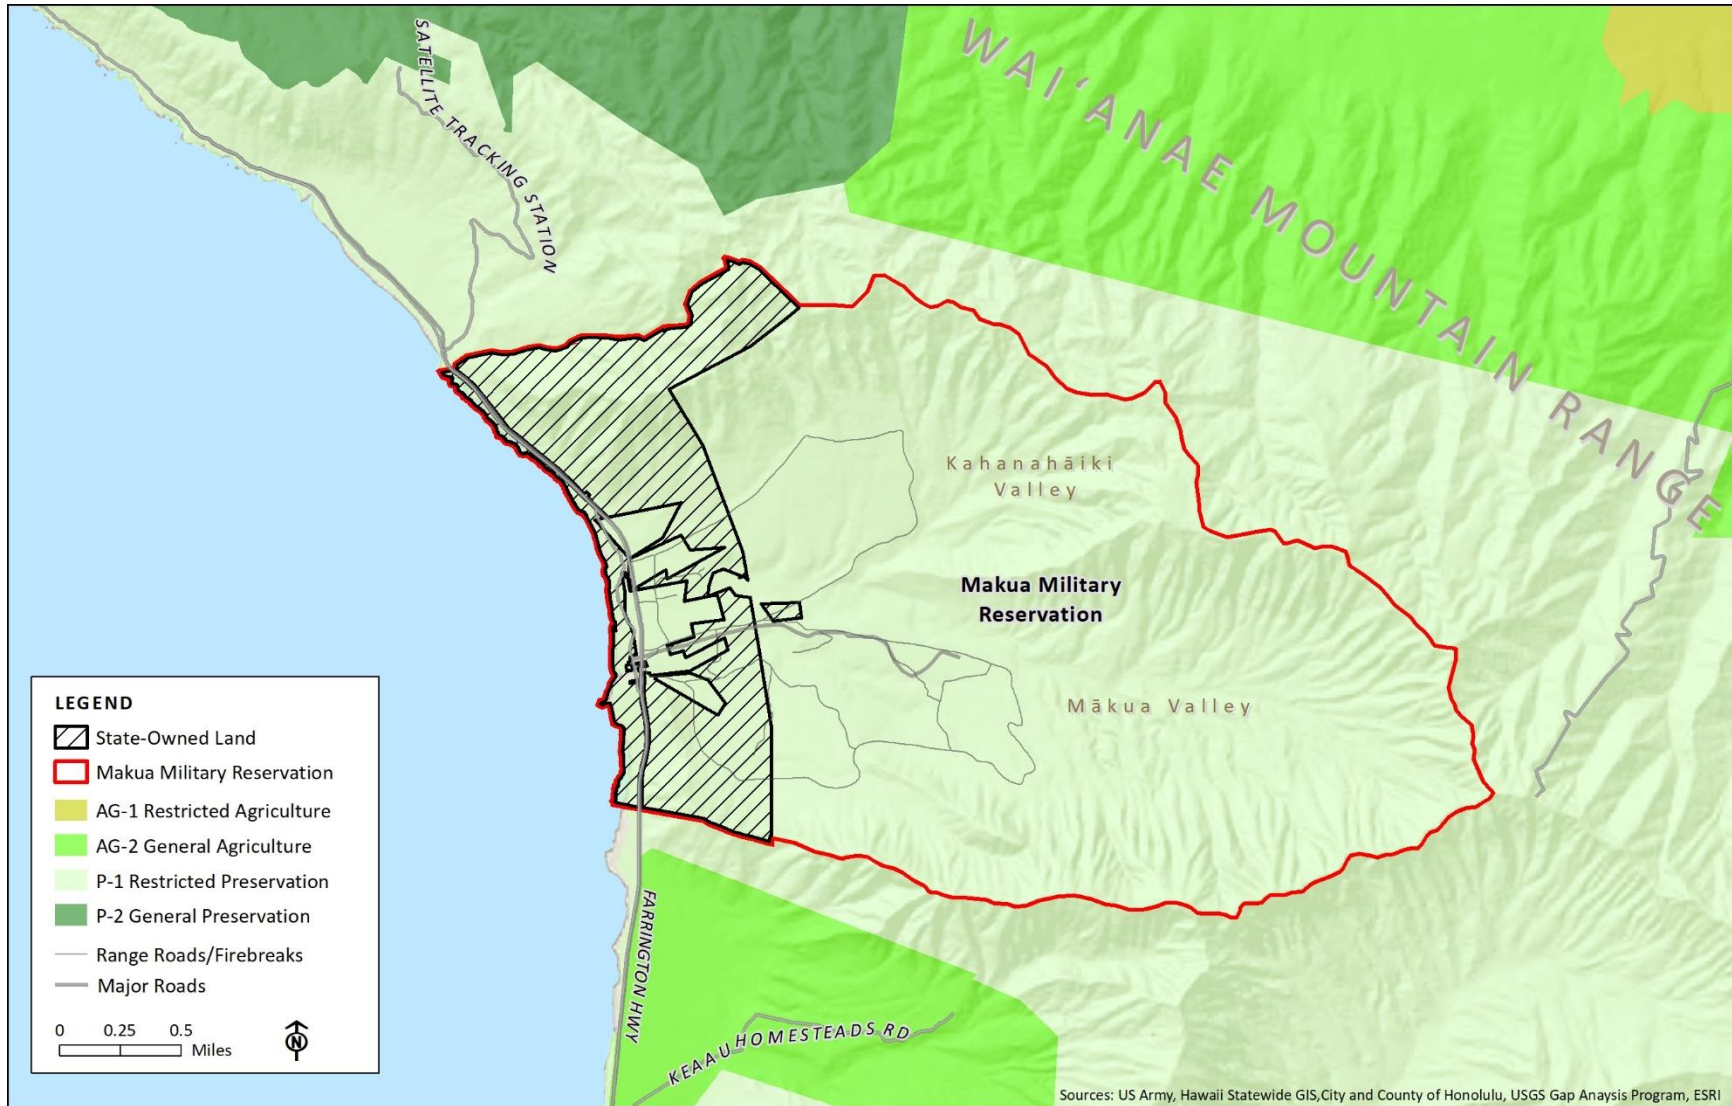 SATELLITE TRACKING STATION
WAI‘ANAE MOUNTAIN RANGE
Kahanahāiki
Valley
Makua Military
Reservation
Mākua Valley
LEGEND
State-Owned Land
Makua Military Reservation
AG-1 Restricted Agriculture
AG-2 General Agriculture
P-1 Restricted Preservation
P-2 General Preservation
Range Roads/Firebreaks
Major Roads
0 0.25 0.5
Miles
N
FARRINGTON HWY
KEAAU HOMESTEADS RD
Sources: US Army, Hawaii Statewide GIS,City and County of Honolulu, USGS Gap Anaysis Program, ESRI